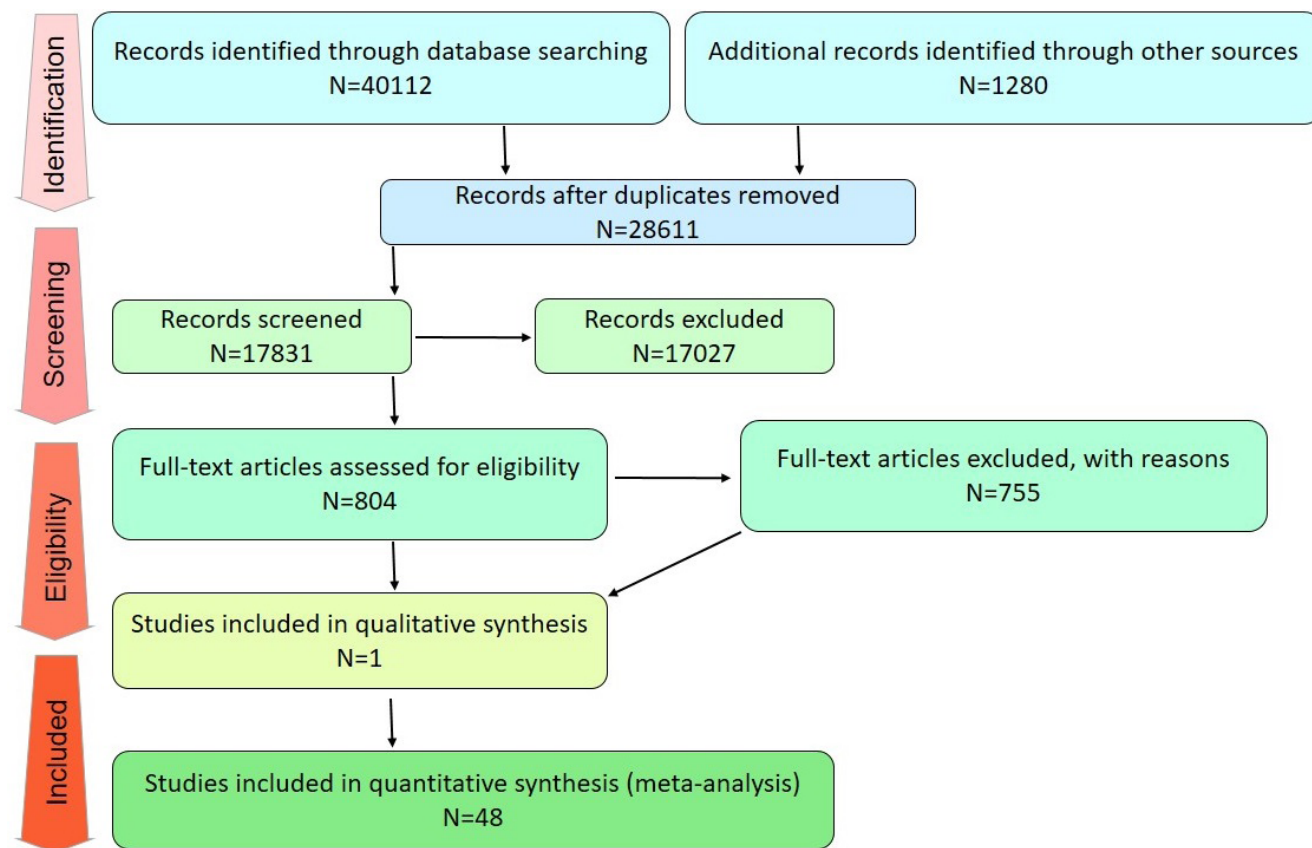 Identification
Records identified through database searching
N=40112
Additional records identified through other sources
N=1280
Records after duplicates removed
N=28611
Screening
Records screened
N=17831
Records excluded
N=17027
Eligibility
Full-text articles assessed for eligibility
N=804
Full-text articles excluded, with reasons
N=755
Studies included in qualitative synthesis
N=1
Included
Studies included in quantitative synthesis (meta-analysis)
N=48